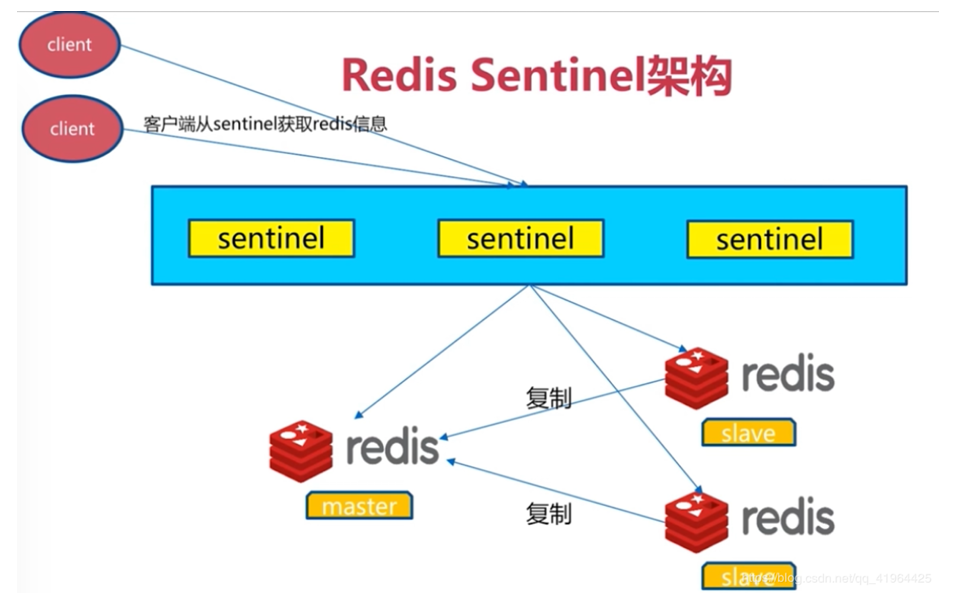 client
Redis Sentinel架构
client
客户端从sentinel获取redis信息
sentinel
sentinel
sentinel
redis
复制
slave
redis
master
redis
复制
slave
https://blog.csdn.net/qq_41964425